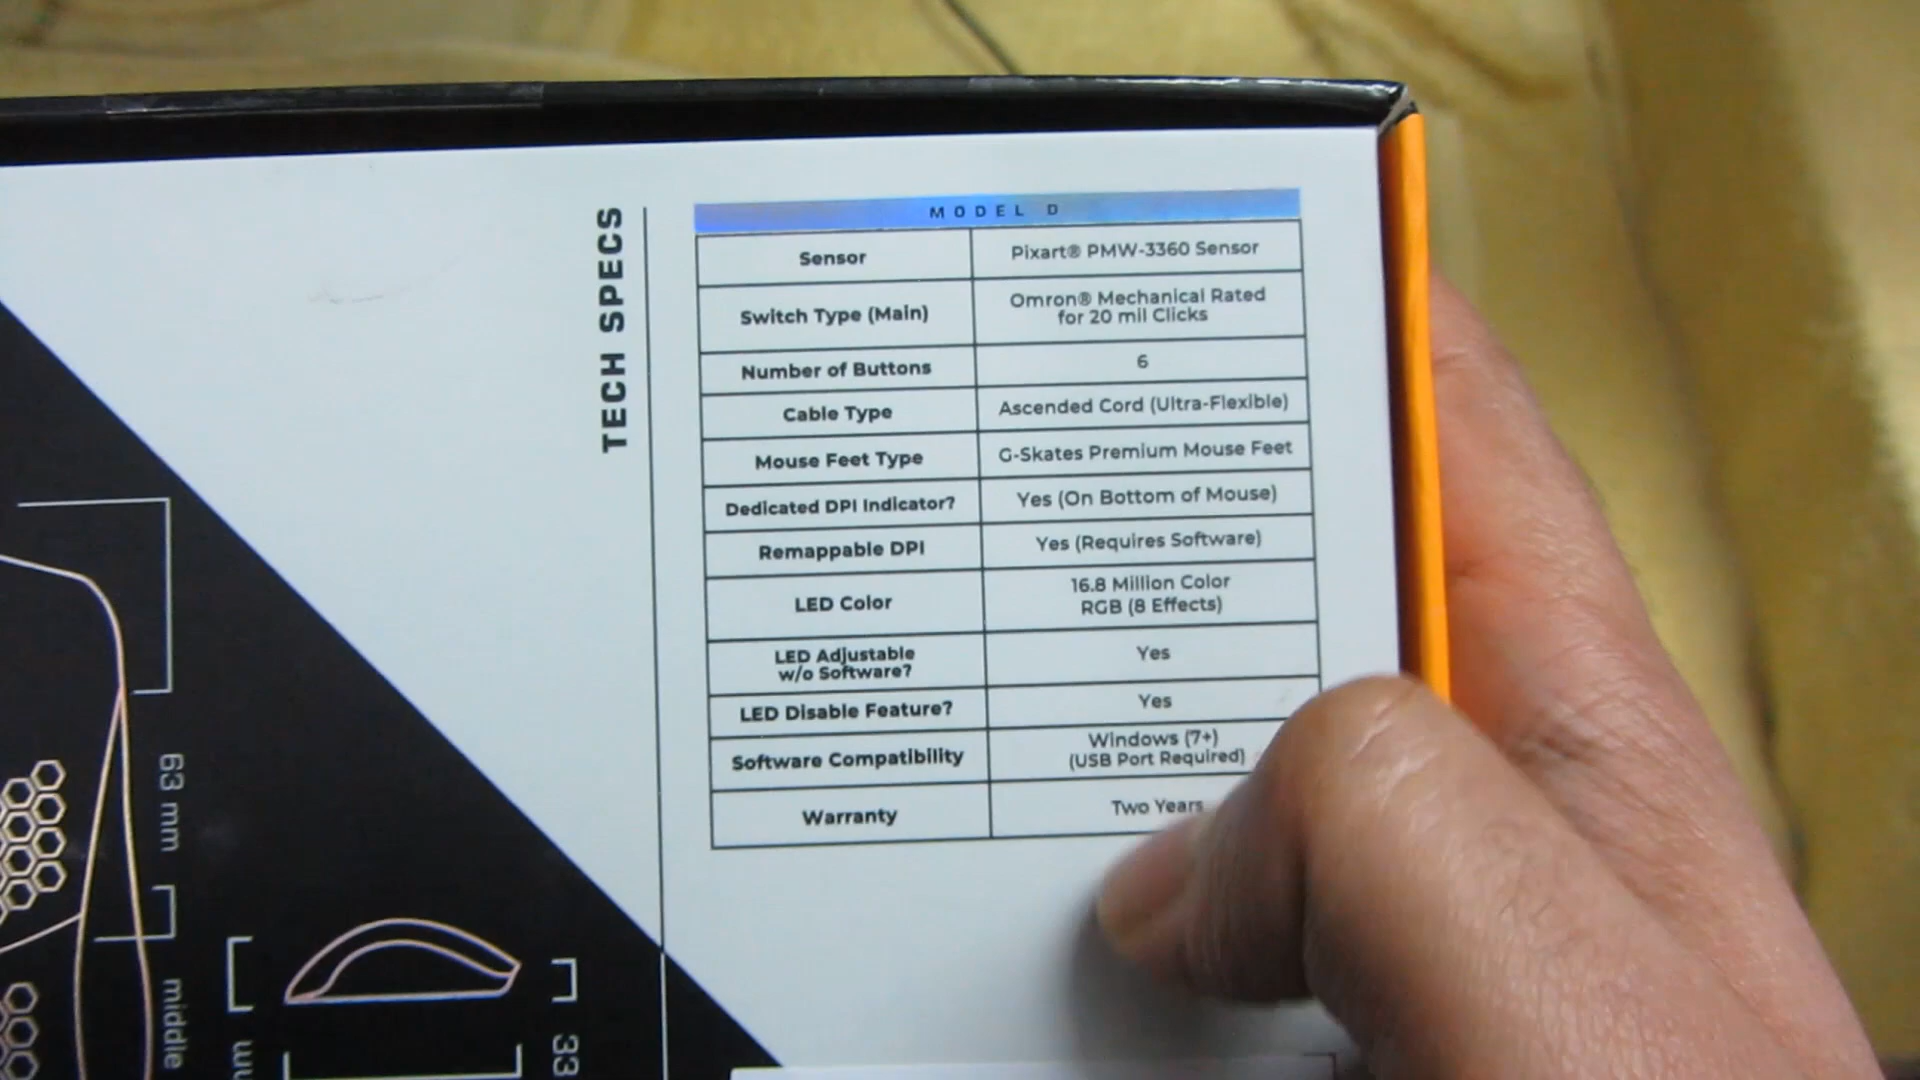 TECH SPECS
MODEL D
Sensor
Pixart® PMW-3360 Sensor
Switch Type (Main)
Omron® Mechanical Rated
for 20 mil Clicks
Number of Buttons
6
Cable Type
Ascended Cord (Ultra-Flexible)
Mouse Feet Type
G-Skates Premium Mouse Feet
Dedicated DPI Indicator?
Yes (On Bottom of Mouse)
Remappable DPI
Yes (Requires Software)
LED Color
16.8 Million Color
RGB (8 Effects)
LED Adjustable
w/o Software?
Yes
LED Disable Feature?
Yes
Software Compatibility
Windows (7+)
(USB Port Required)
Warranty
Two Years
63 mm
middle
33